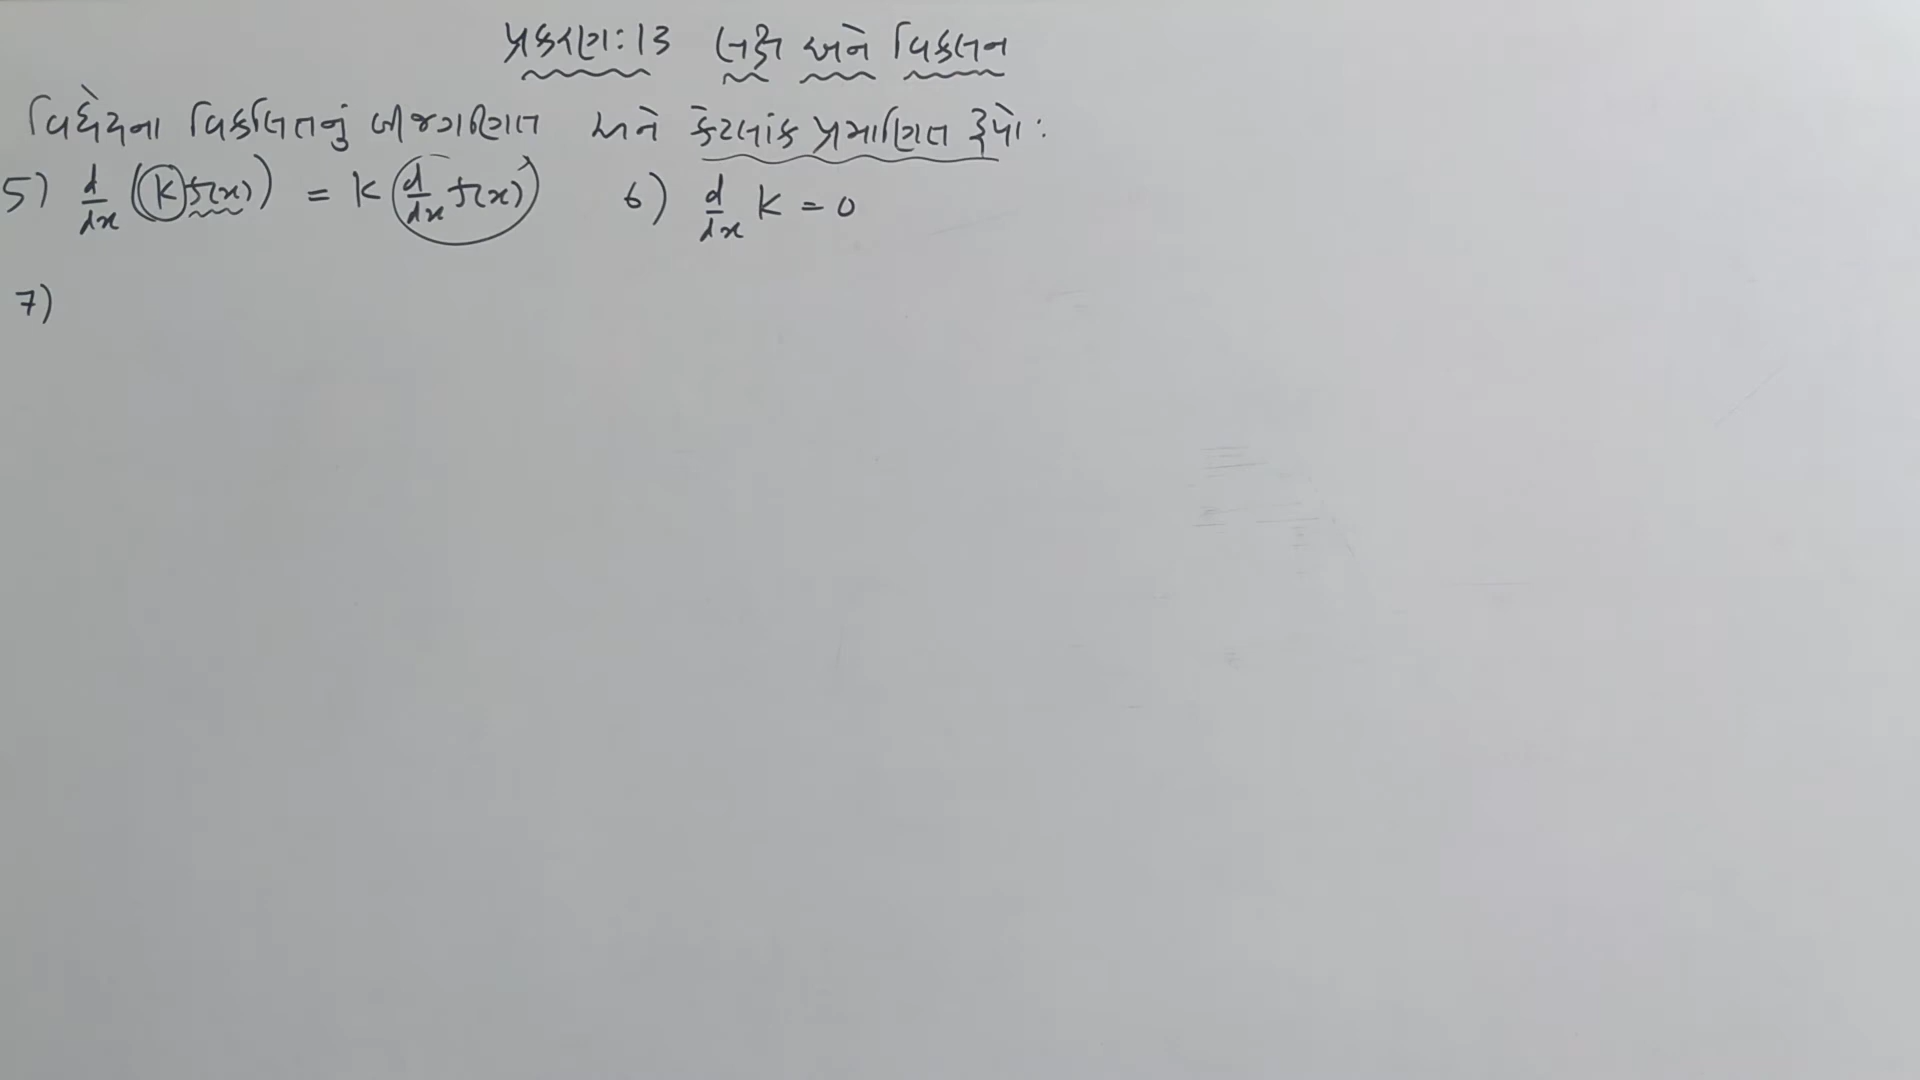 પ્રકરણ: 13 લક્ષ અને વિકલન
વિધેયના વિકલિતનું બીજગણિત અને કેટલાંક પ્રમાણિત રૂપો:
5) d/dx (k f(x)) = k (d/dx f(x)) 6) d/dx k = 0
7)